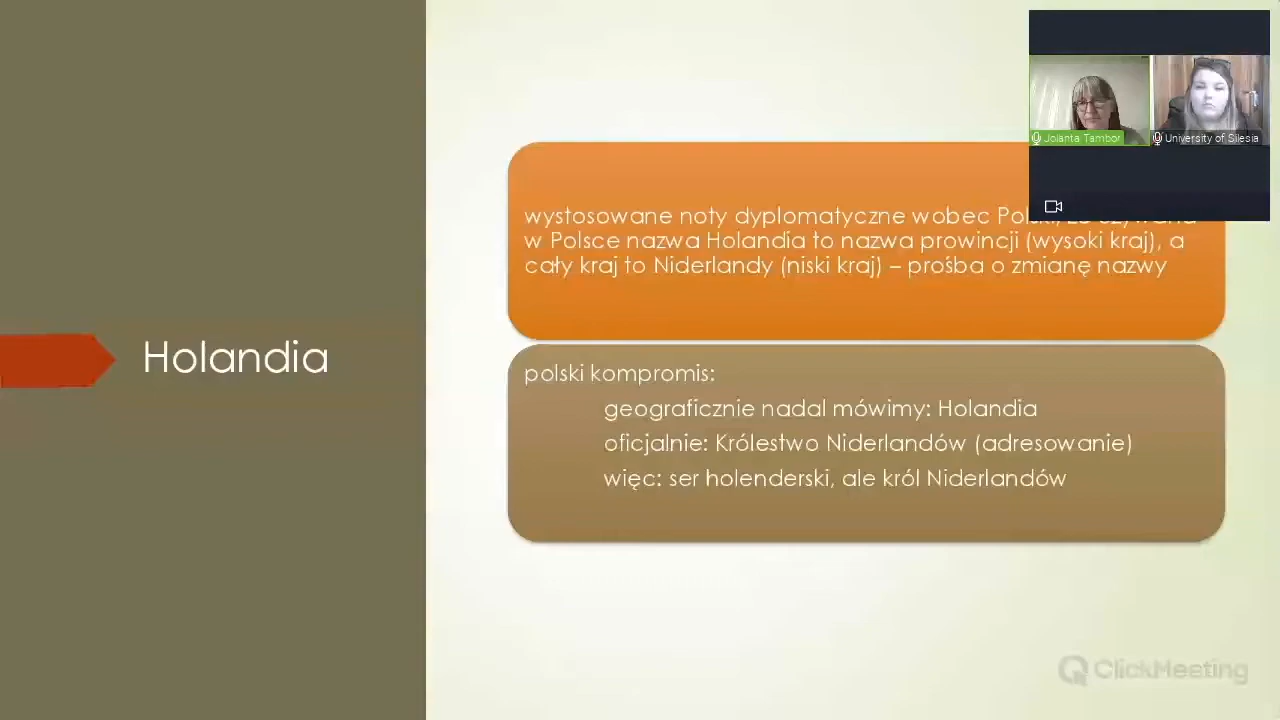 Jolanta Tambor
University of Silesia
Holandia
wystosowane noty dyplomatyczne wobec
w Polsce nazwa Holandia to nazwa prowincji (wysoki kraj), a
cały kraj to Niderlandy (niski kraj) – prośba o zmianę nazwy
polski kompromis:
geograficznie nadal mówimy: Holandia
oficjalnie: Królestwo Niderlandów (adresowanie)
więc: ser holenderski, ale król Niderlandów
ClickMeeting